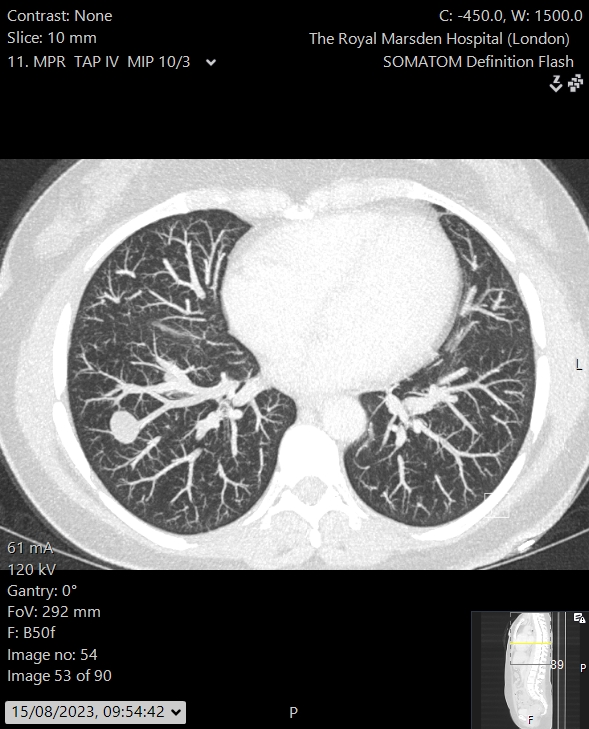 Contrast: None
C: -450.0, W: 1500.0
Slice: 10 mm
The Royal Marsden Hospital (London)
11. MPR TAP IV MIP 10/3
SOMATOM Definition Flash
Z
L
61 mA
120 kV
Gantry: 0°
FoV: 292 mm
F: B50f
Image no: 54
Image 53 of 90
15/08/2023, 09:54:42
P
89
P
F